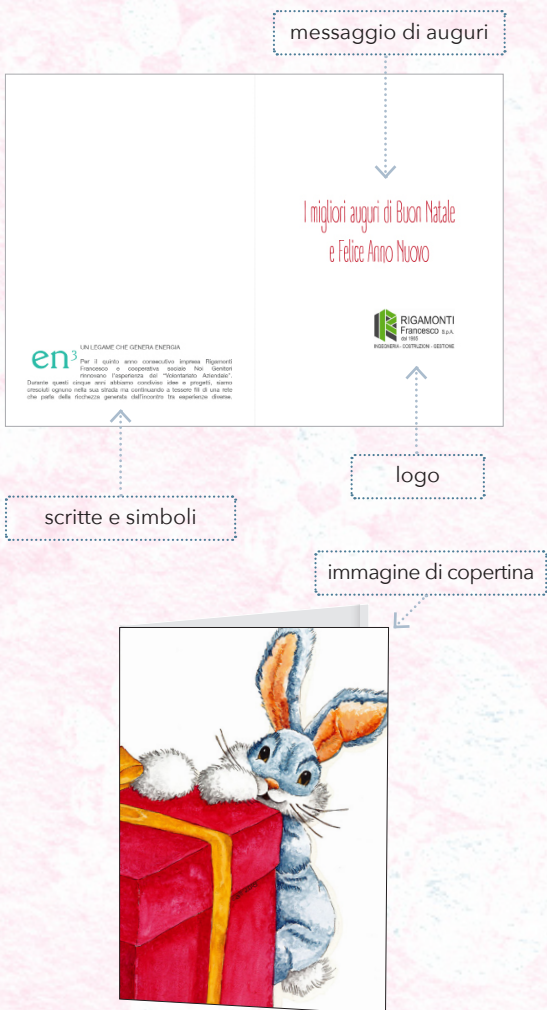 messaggio di auguri
I migliori auguri di Buon Natale
e Felice Anno Nuovo
RIGAMONTI
Francesco S.p.A.
dal 1965
INGEGNERIA - COSTRUZIONI - GESTIONE
en³
UN LEGAME CHE GENERA ENERGIA
Per il quinto anno consecutivo impresa Rigamonti
Francesco e cooperativa sociale Noi Genitori
rinnovano l'esperienza del "Volontariato Aziendale".
Durante questi cinque anni abbiamo condiviso idee e progetti, siamo
cresciuti ognuno nella sua strada ma continuando a tessere fili di una rete
che parla della ricchezza generata dall'incontro tra esperienze diverse.
logo
scritte e simboli
immagine di copertina